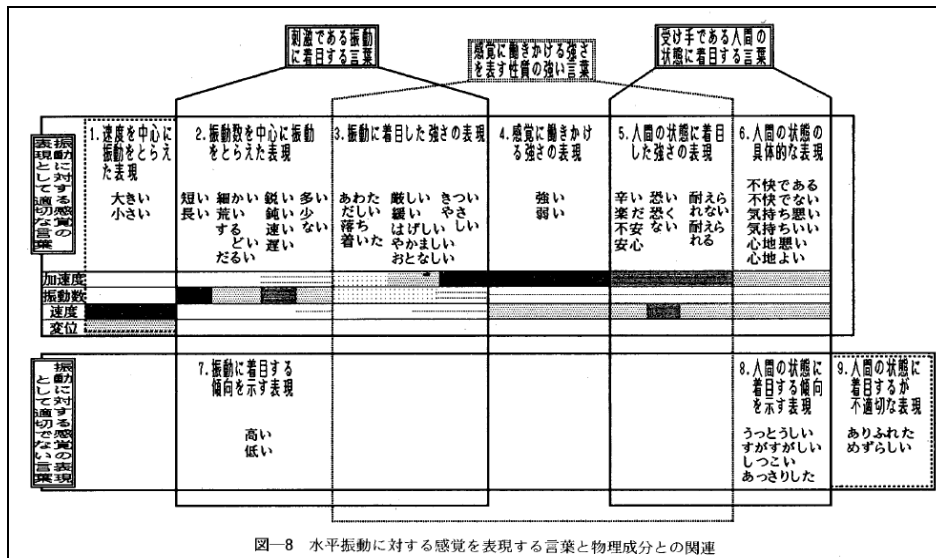 刺激である振動
に着目する言葉
感覚に働きかける強さ
を表す性質の強い言葉
受け手である人間の
状態に着目する言葉
振動に対する感覚の
表現として適切な言葉
1.速度を中心に
振動をとらえ
た表現
大きい
小さい
2.振動数を中心に振動
をとらえた表現
短い 細かい 鋭い 多い
長い 荒い 鈍い 少
する 速い ない
どい 遅い
だるい
3.振動に着目した強さの表現
あわた 厳しい きつい
だしい 緩い やさ
落ち はげしい しい
着いた やかましい
おとなしい
4.感覚に働きかけ
る強さの表現
強い
弱い
5.人間の状態に着目
した強さの表現
辛い 恐い 耐えら
楽だ 恐く れない
不安 ない 耐えら
安心 れる
6.人間の状態の
具体的な表現
不快である
不快でない
気持ち悪い
気持ちいい
心地悪い
心地よい
加速度
振動数
速度
変位
振動に対する感覚の表現
として適切でない言葉
7.振動に着目する
傾向を示す表現
高い
低い
8.人間の状態に
着目する傾向
を示す表現
うっとうしい
すがすがしい
しつこい
あっさりした
9.人間の状態に
着目するが
不適切な表現
ありふれた
めずらしい
図―8 水平振動に対する感覚を表現する言葉と物理成分との関連